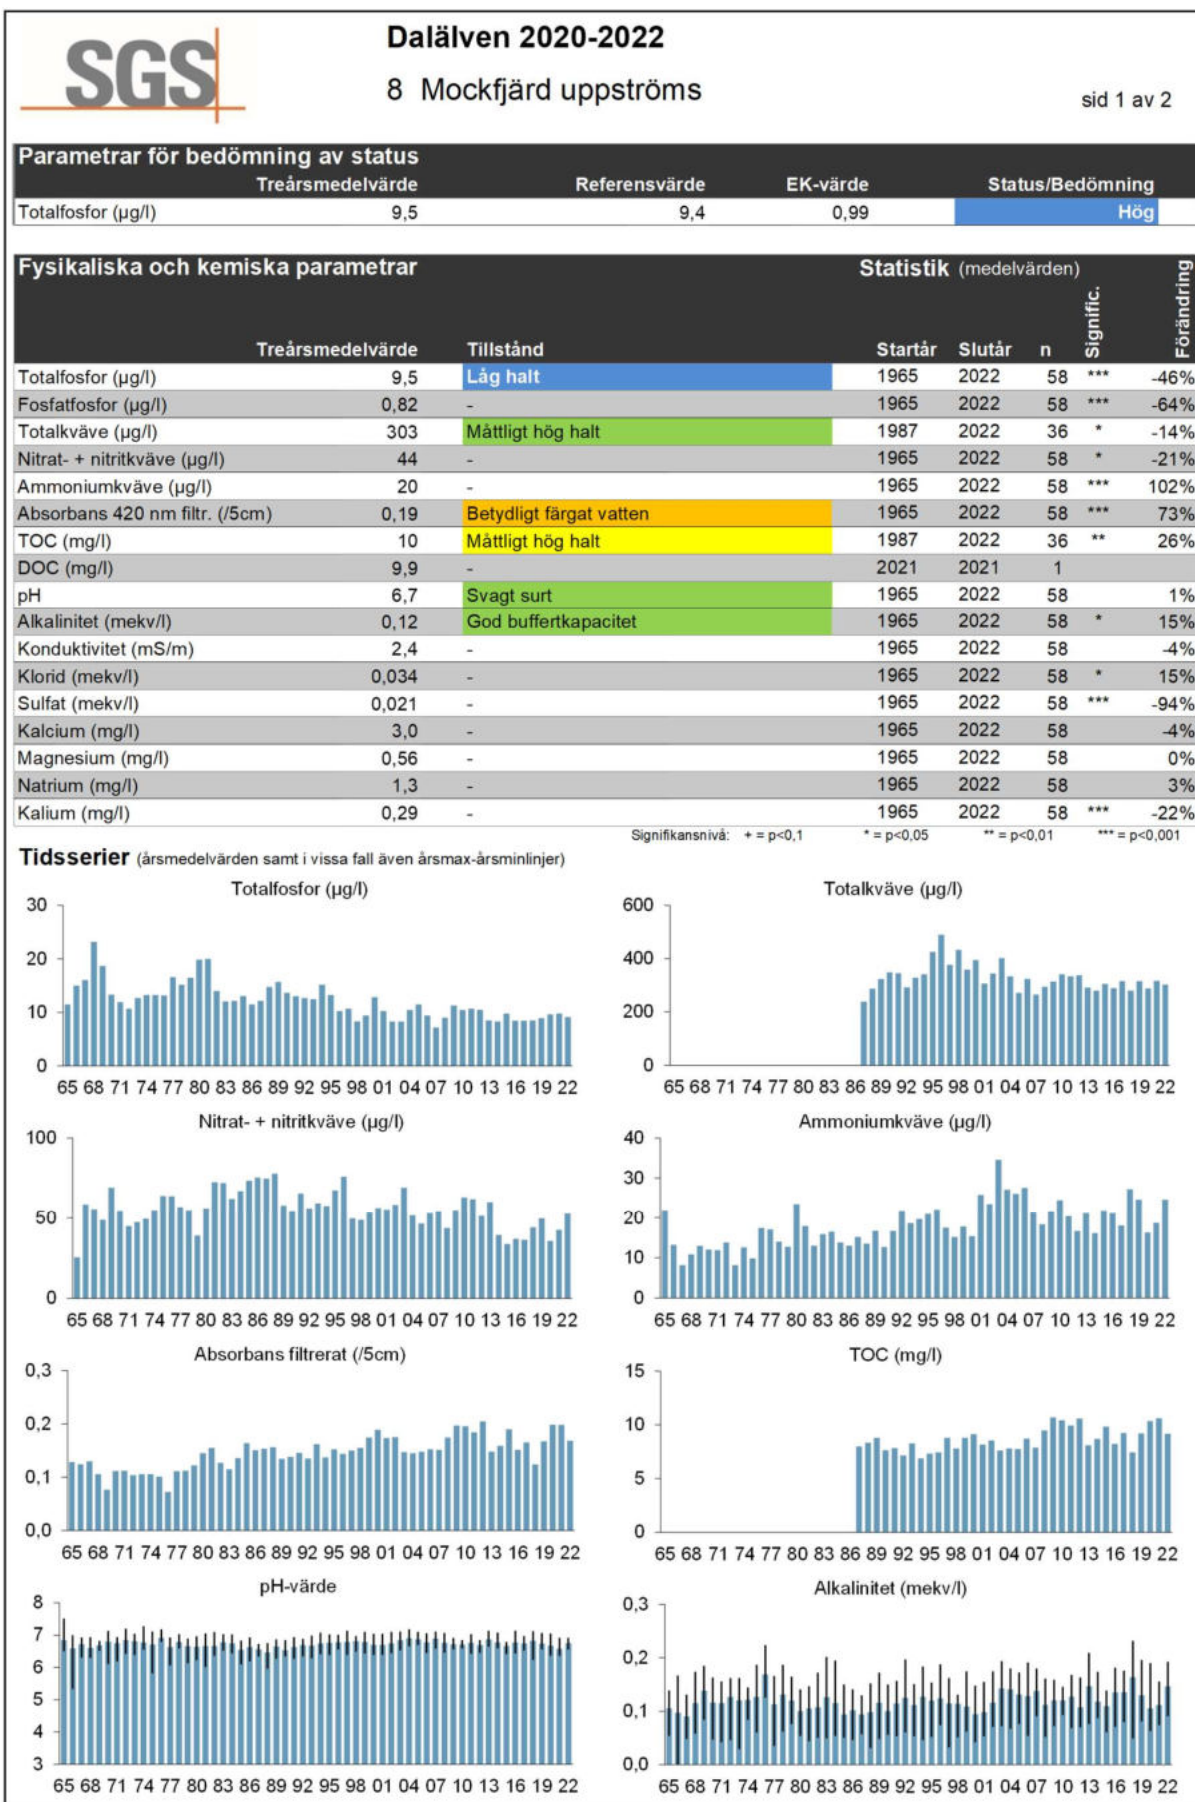 SGS
Dalälven 2020-2022
8 Mockfjärd uppströms
sid 1 av 2
Parametrar för bedömning av status
Treårsmedelvärde Referensvärde EK-värde Status/Bedömning
Totalfosfor (µg/l) 9,5 9,4 0,99 Hög
Fysikaliska och kemiska parametrar Statistik (medelvärden)
Treårsmedelvärde Tillstånd Startår Slutår n Signific. Förändring
Totalfosfor (µg/l) 9,5 Låg halt 1965 2022 58 *** -46%
Fosfatfosfor (µg/l) 0,82 - 1965 2022 58 *** -64%
Totalkväve (µg/l) 303 Måttligt hög halt 1987 2022 36 * -14%
Nitrat- + nitritkväve (µg/l) 44 - 1965 2022 58 * -21%
Ammoniumkväve (µg/l) 20 - 1965 2022 58 *** 102%
Absorbans 420 nm filtr. (/5cm) 0,19 Betydligt färgat vatten 1965 2022 58 *** 73%
TOC (mg/l) 10 Måttligt hög halt 1987 2022 36 ** 26%
DOC (mg/l) 9,9 - 2021 2021 1
pH 6,7 Svagt surt 1965 2022 58 1%
Alkalinitet (mekv/l) 0,12 God buffertkapacitet 1965 2022 58 * 15%
Konduktivitet (mS/m) 2,4 - 1965 2022 58 -4%
Klorid (mekv/l) 0,034 - 1965 2022 58 * 15%
Sulfat (mekv/l) 0,021 - 1965 2022 58 *** -94%
Kalcium (mg/l) 3,0 - 1965 2022 58 -4%
Magnesium (mg/l) 0,56 - 1965 2022 58 0%
Natrium (mg/l) 1,3 - 1965 2022 58 3%
Kalium (mg/l) 0,29 - 1965 2022 58 *** -22%
Signifikansnivå: + = p<0,1 * = p<0,05 ** = p<0,01 *** = p<0,001
Tidsserier (årsmedelvärden samt i vissa fall även årsmax-årsminlinjer)
Totalfosfor (µg/l)
30
20
10
0
65 68 71 74 77 80 83 86 89 92 95 98 01 04 07 10 13 16 19 22
Totalkväve (µg/l)
600
400
200
0
65 68 71 74 77 80 83 86 89 92 95 98 01 04 07 10 13 16 19 22
Nitrat- + nitritkväve (µg/l)
100
50
0
65 68 71 74 77 80 83 86 89 92 95 98 01 04 07 10 13 16 19 22
Ammoniumkväve (µg/l)
40
30
20
10
0
65 68 71 74 77 80 83 86 89 92 95 98 01 04 07 10 13 16 19 22
Absorbans filtrerat (/5cm)
0,3
0,2
0,1
0,0
65 68 71 74 77 80 83 86 89 92 95 98 01 04 07 10 13 16 19 22
TOC (mg/l)
15
10
5
0
65 68 71 74 77 80 83 86 89 92 95 98 01 04 07 10 13 16 19 22
pH-värde
8
7
6
5
4
3
65 68 71 74 77 80 83 86 89 92 95 98 01 04 07 10 13 16 19 22
Alkalinitet (mekv/l)
0,3
0,2
0,1
0,0
65 68 71 74 77 80 83 86 89 92 95 98 01 04 07 10 13 16 19 22